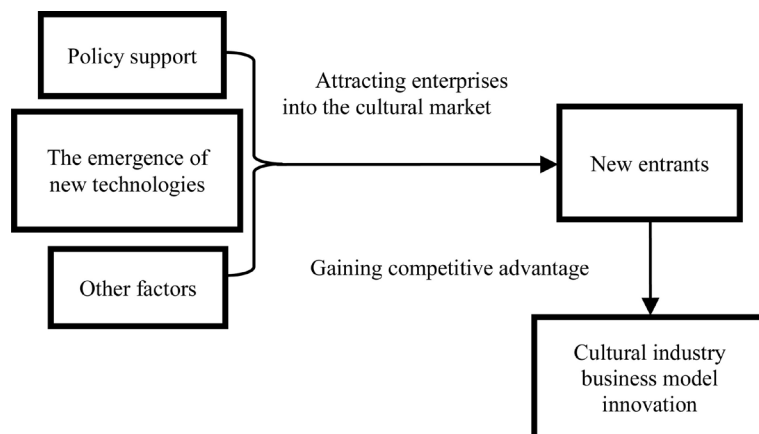 Policy support
Attracting enterprises
into the cultural market
The emergence of
new technologies
New entrants
Other factors
Gaining competitive advantage
Cultural industry
business model
innovation